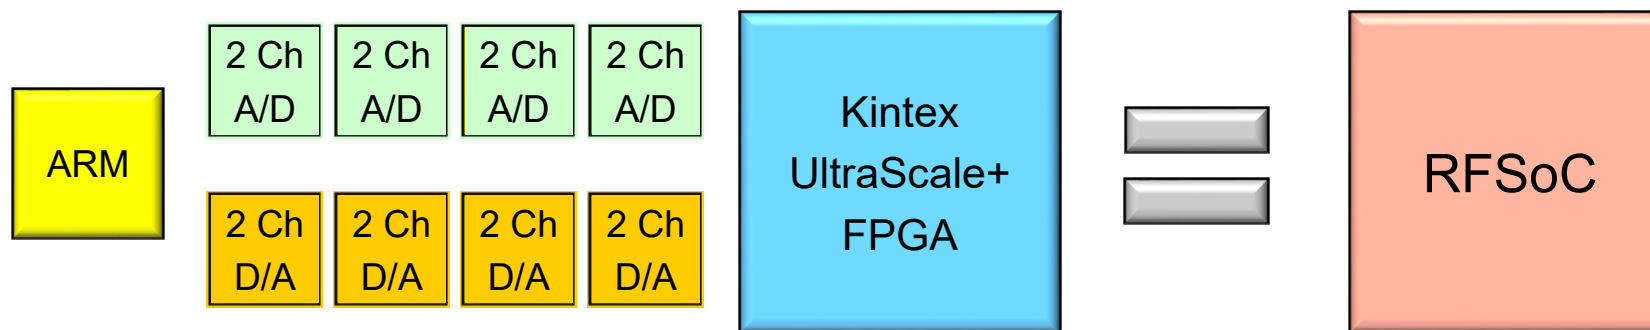 ARM
2 Ch
A/D
2 Ch
A/D
2 Ch
A/D
2 Ch
A/D
2 Ch
D/A
2 Ch
D/A
2 Ch
D/A
2 Ch
D/A
Kintex
UltraScale+
FPGA
RFSoC